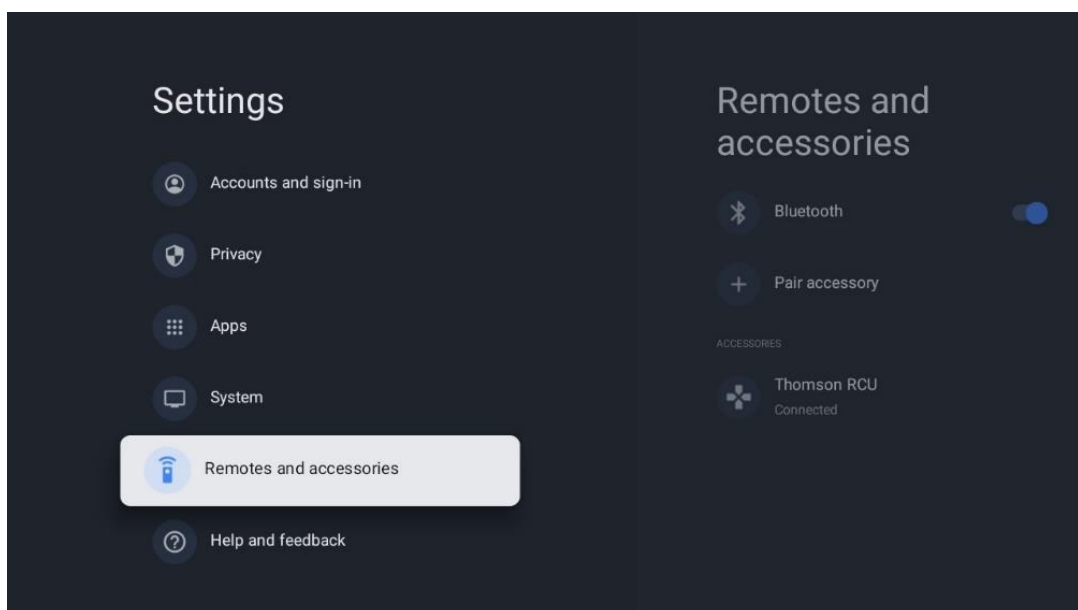 Settings
Accounts and sign-in
Privacy
Apps
System
Remotes and accessories
Help and feedback
Remotes and
accessories
Bluetooth
Pair accessory
ACCESSORIES
Thomson RCU
Connected